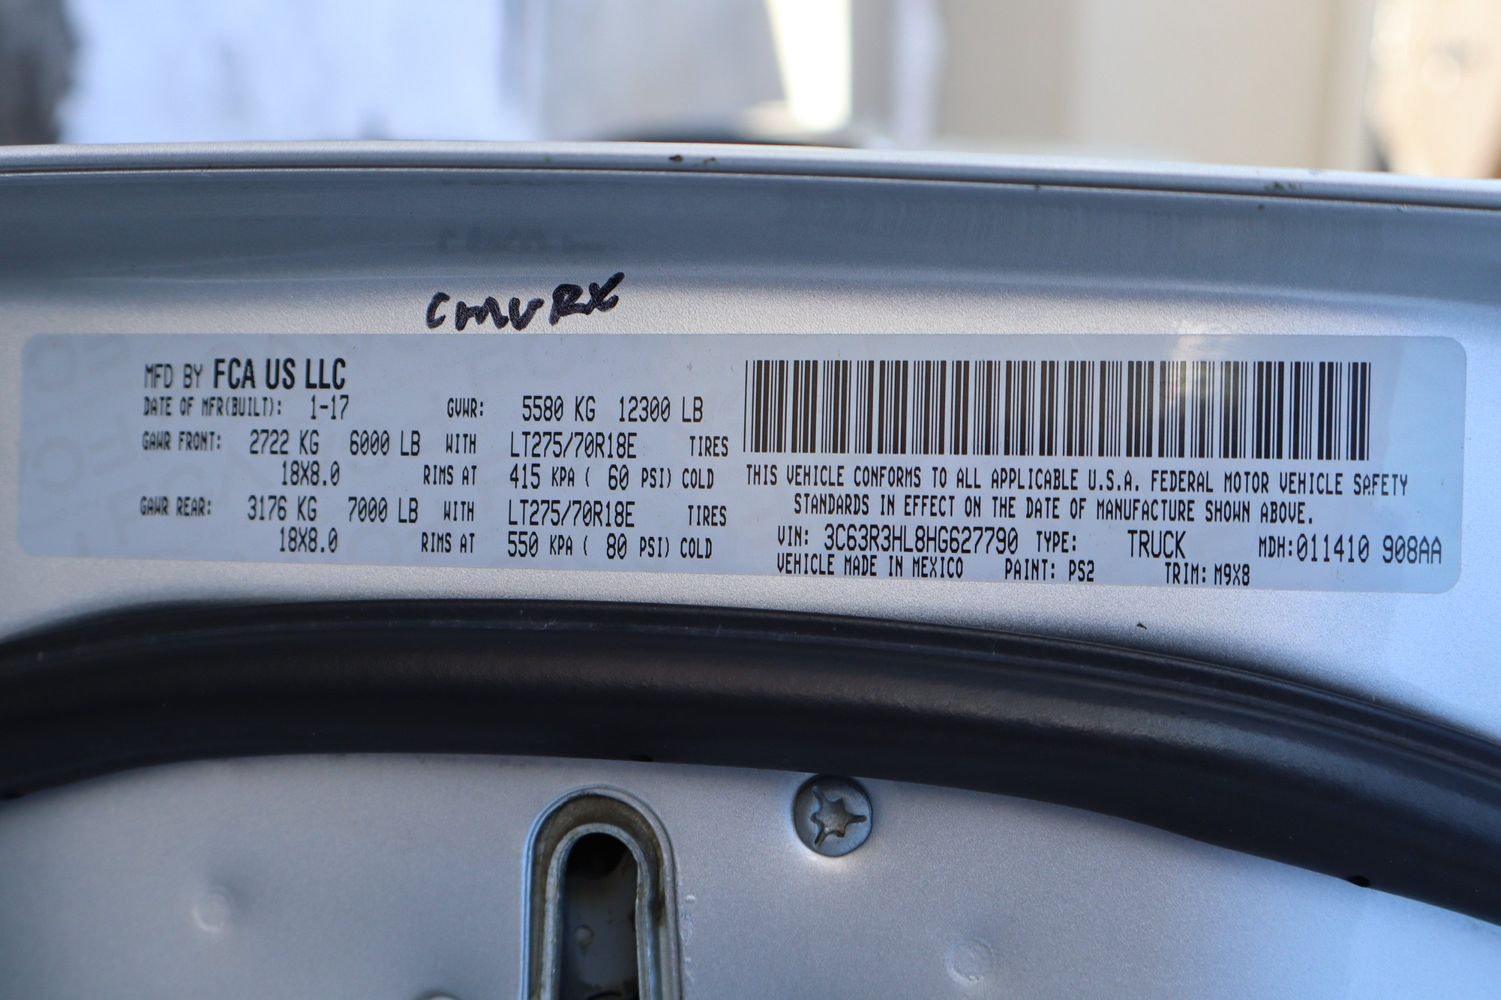 CMVRX
MFD BY FCA US LLC
DATE OF MFR(BUILT): 1-17 GVWR: 5580 KG 12300 LB
GAWR FRONT: 2722 KG 6000 LB WITH LT275/70R18E TIRES
18X8.0 RIMS AT 415 KPA ( 60 PSI) COLD
GAWR REAR: 3176 KG 7000 LB WITH LT275/70R18E TIRES
18X8.0 RIMS AT 550 KPA ( 80 PSI) COLD
THIS VEHICLE CONFORMS TO ALL APPLICABLE U.S.A. FEDERAL MOTOR VEHICLE SAFETY
STANDARDS IN EFFECT ON THE DATE OF MANUFACTURE SHOWN ABOVE.
VIN: 3C63R3HL8HG627790 TYPE: TRUCK MDH:011410 908AA
VEHICLE MADE IN MEXICO PAINT: PS2 TRIM: M9X8